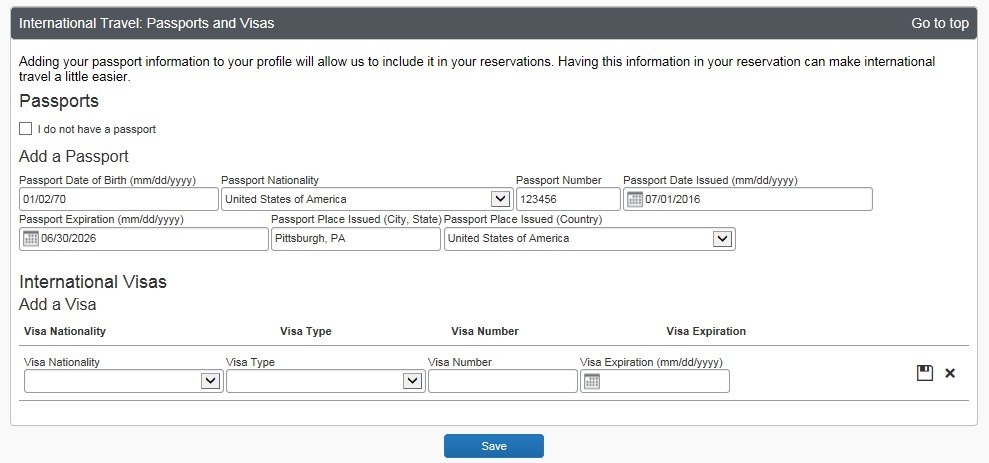 International Travel: Passports and Visas Go to top
Adding your passport information to your profile will allow us to include it in your reservations. Having this information in your reservation can make international
travel a little easier.
Passports
I do not have a passport
Add a Passport
Passport Date of Birth (mm/dd/yyyy) Passport Nationality Passport Number Passport Date Issued (mm/dd/yyyy)
01/02/70 United States of America 123456 07/01/2016
Passport Expiration (mm/dd/yyyy) Passport Place Issued (City, State) Passport Place Issued (Country)
06/30/2026 Pittsburgh, PA United States of America
International Visas
Add a Visa
Visa Nationality Visa Type Visa Number Visa Expiration
Visa Nationality Visa Type Visa Number Visa Expiration (mm/dd/yyyy)
Save